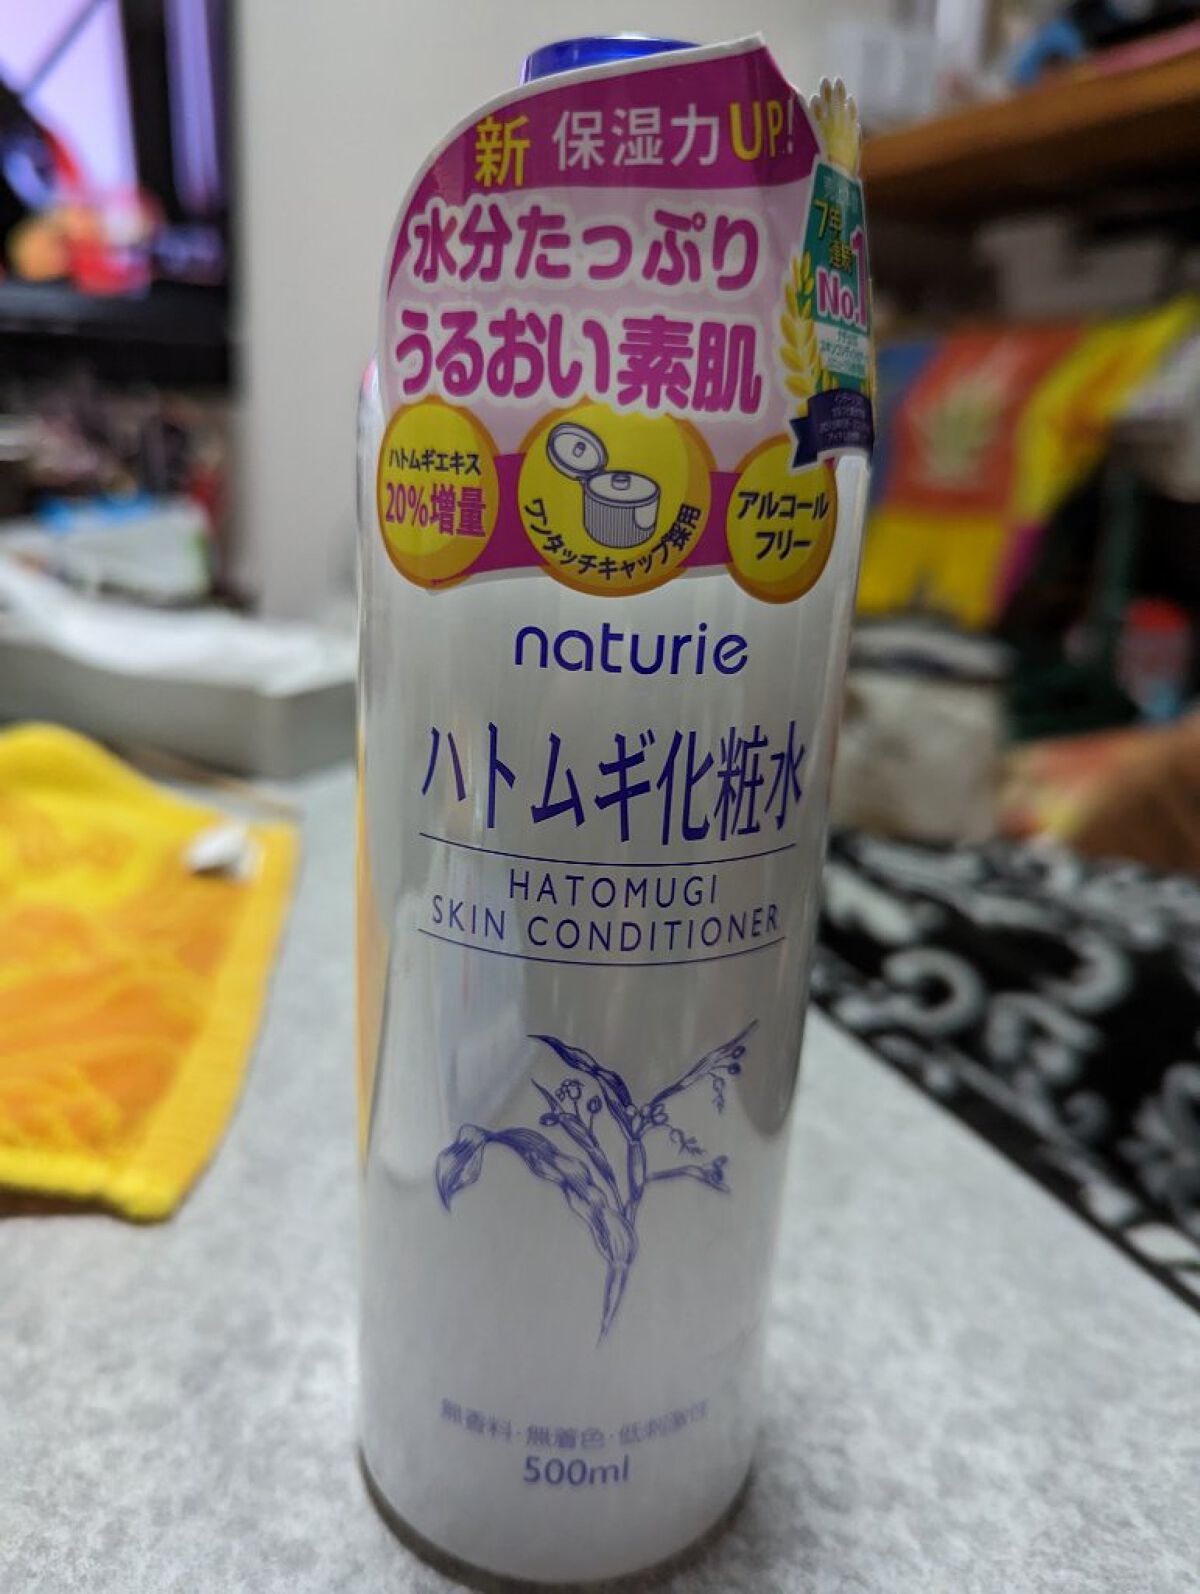 新 保湿力UP!
水分たっぷり
うるおい素肌
7年
連続
No.1
ハトムギエキス
20%増量
ワンタッチキャップ採用
アルコール
フリー
naturie
ハトムギ化粧水
HATOMUGI
SKIN CONDITIONER
無香料・無着色・低刺激性
500ml